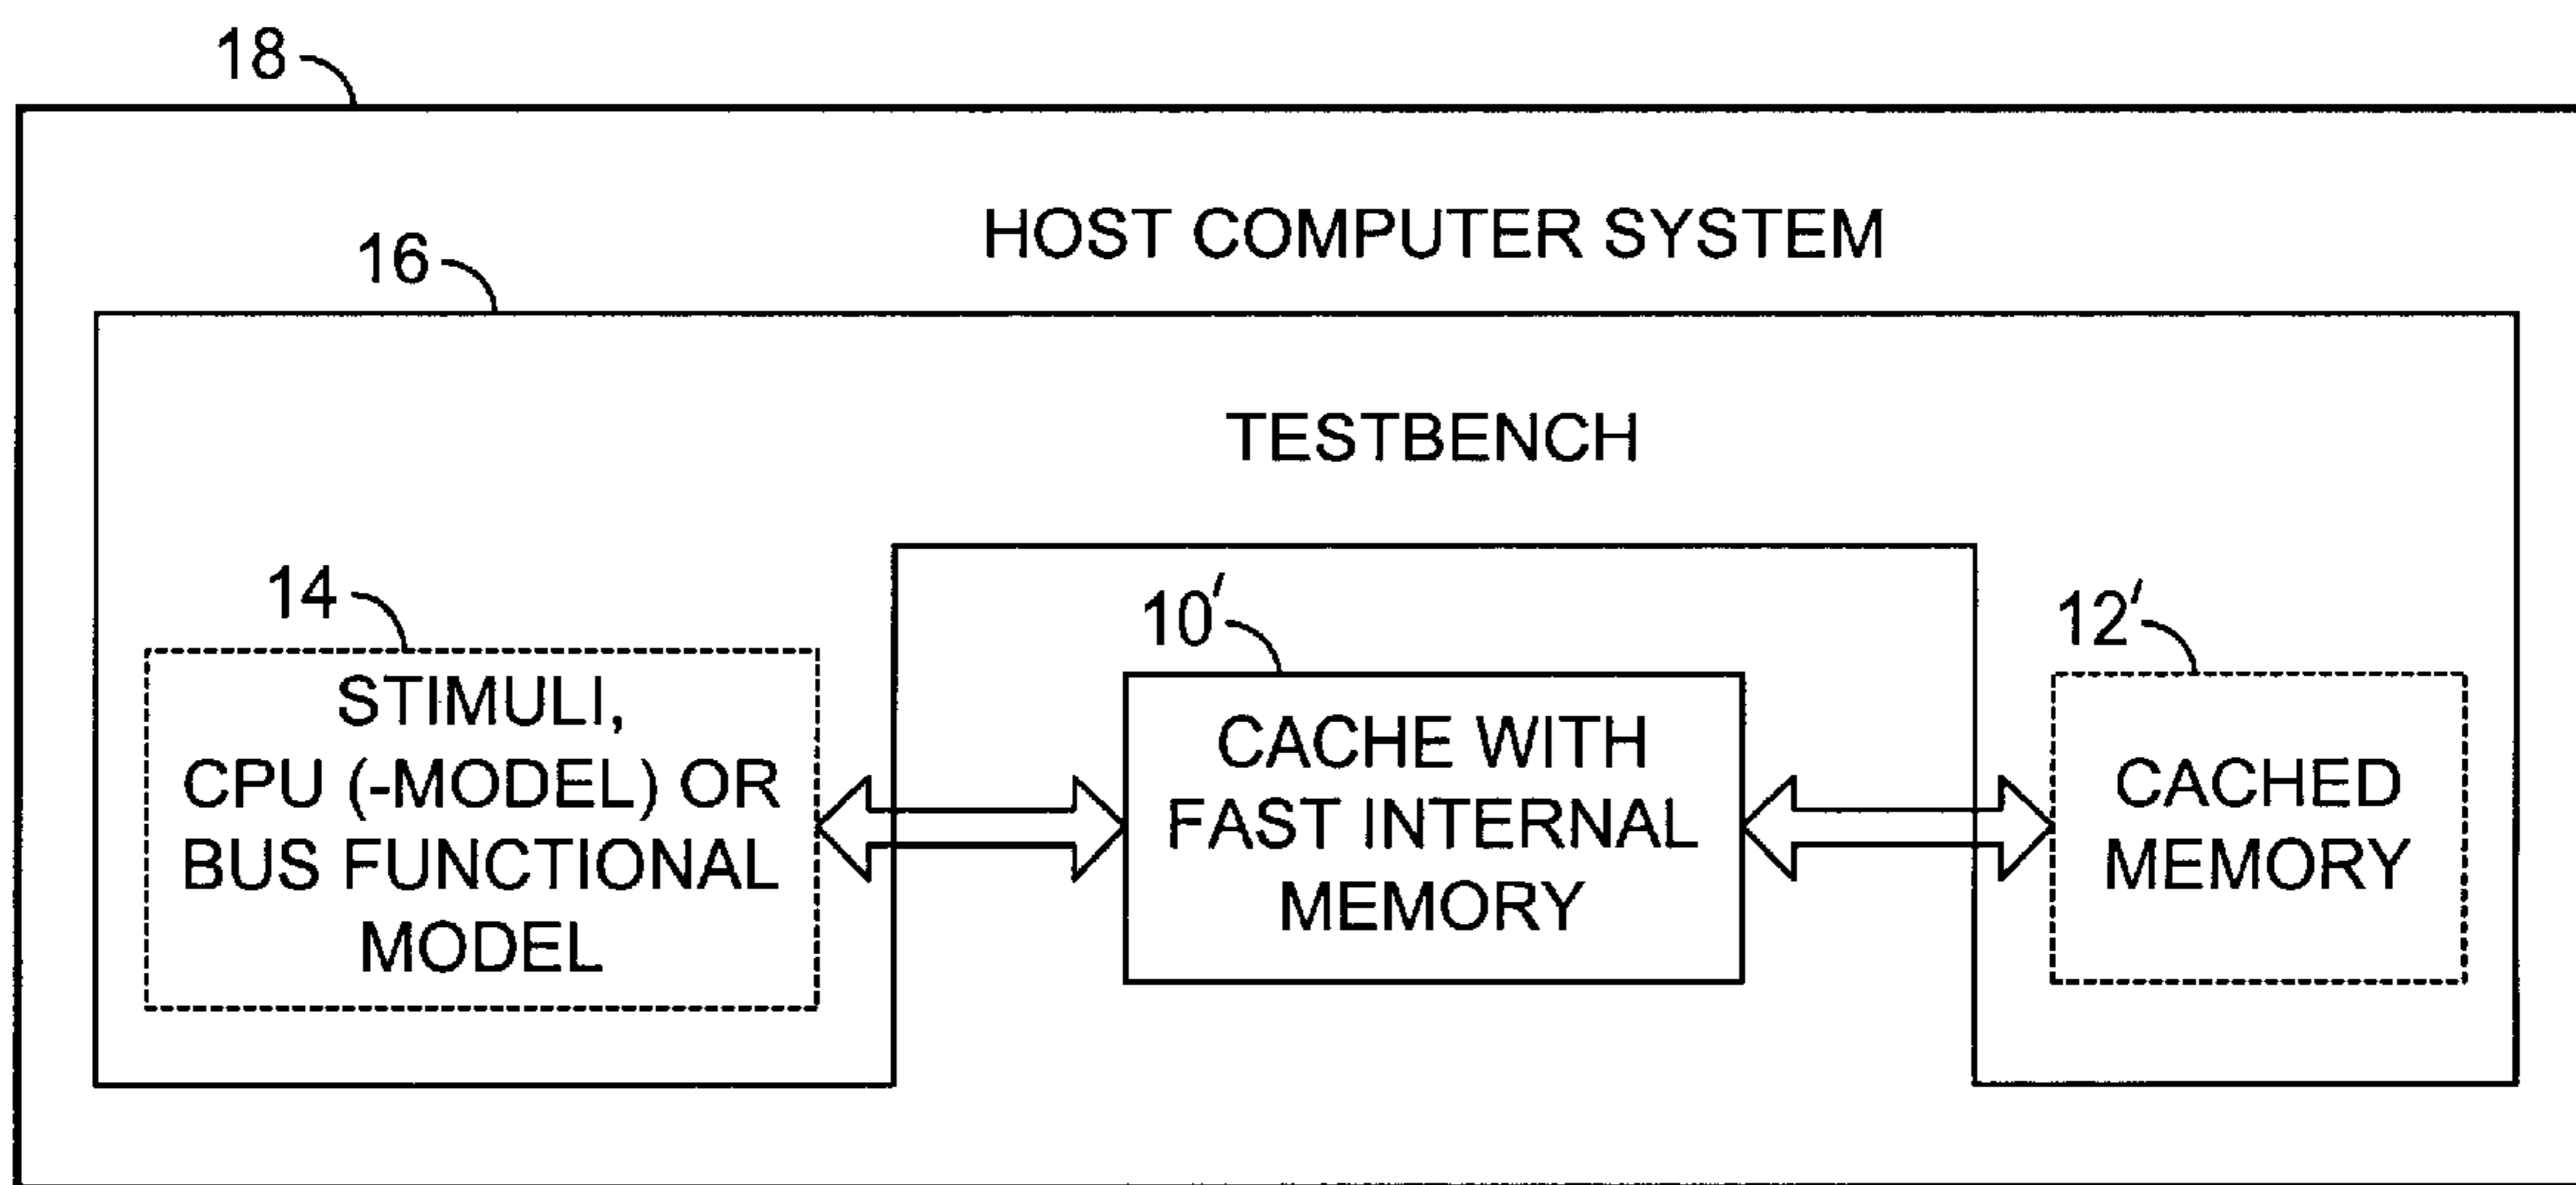 18
HOST COMPUTER SYSTEM
16
TESTBENCH
14
10′
12′
STIMULI,
CPU (-MODEL) OR
BUS FUNCTIONAL
MODEL
CACHE WITH
FAST INTERNAL
MEMORY
CACHED
MEMORY